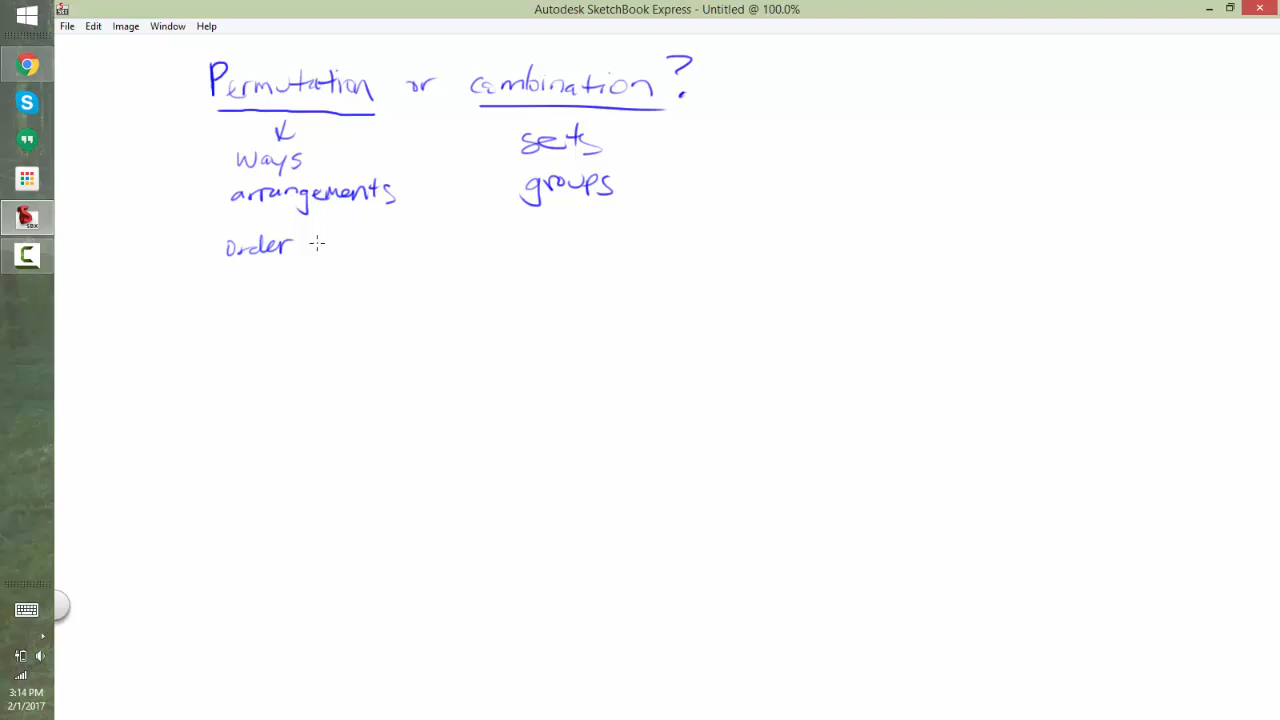 Autodesk SketchBook Express - Untitled @ 100.0%
File Edit Image Window Help
Permutation or combination?
ways
arrangements
sets
groups
order
SBX
3:14 PM
2/1/2017